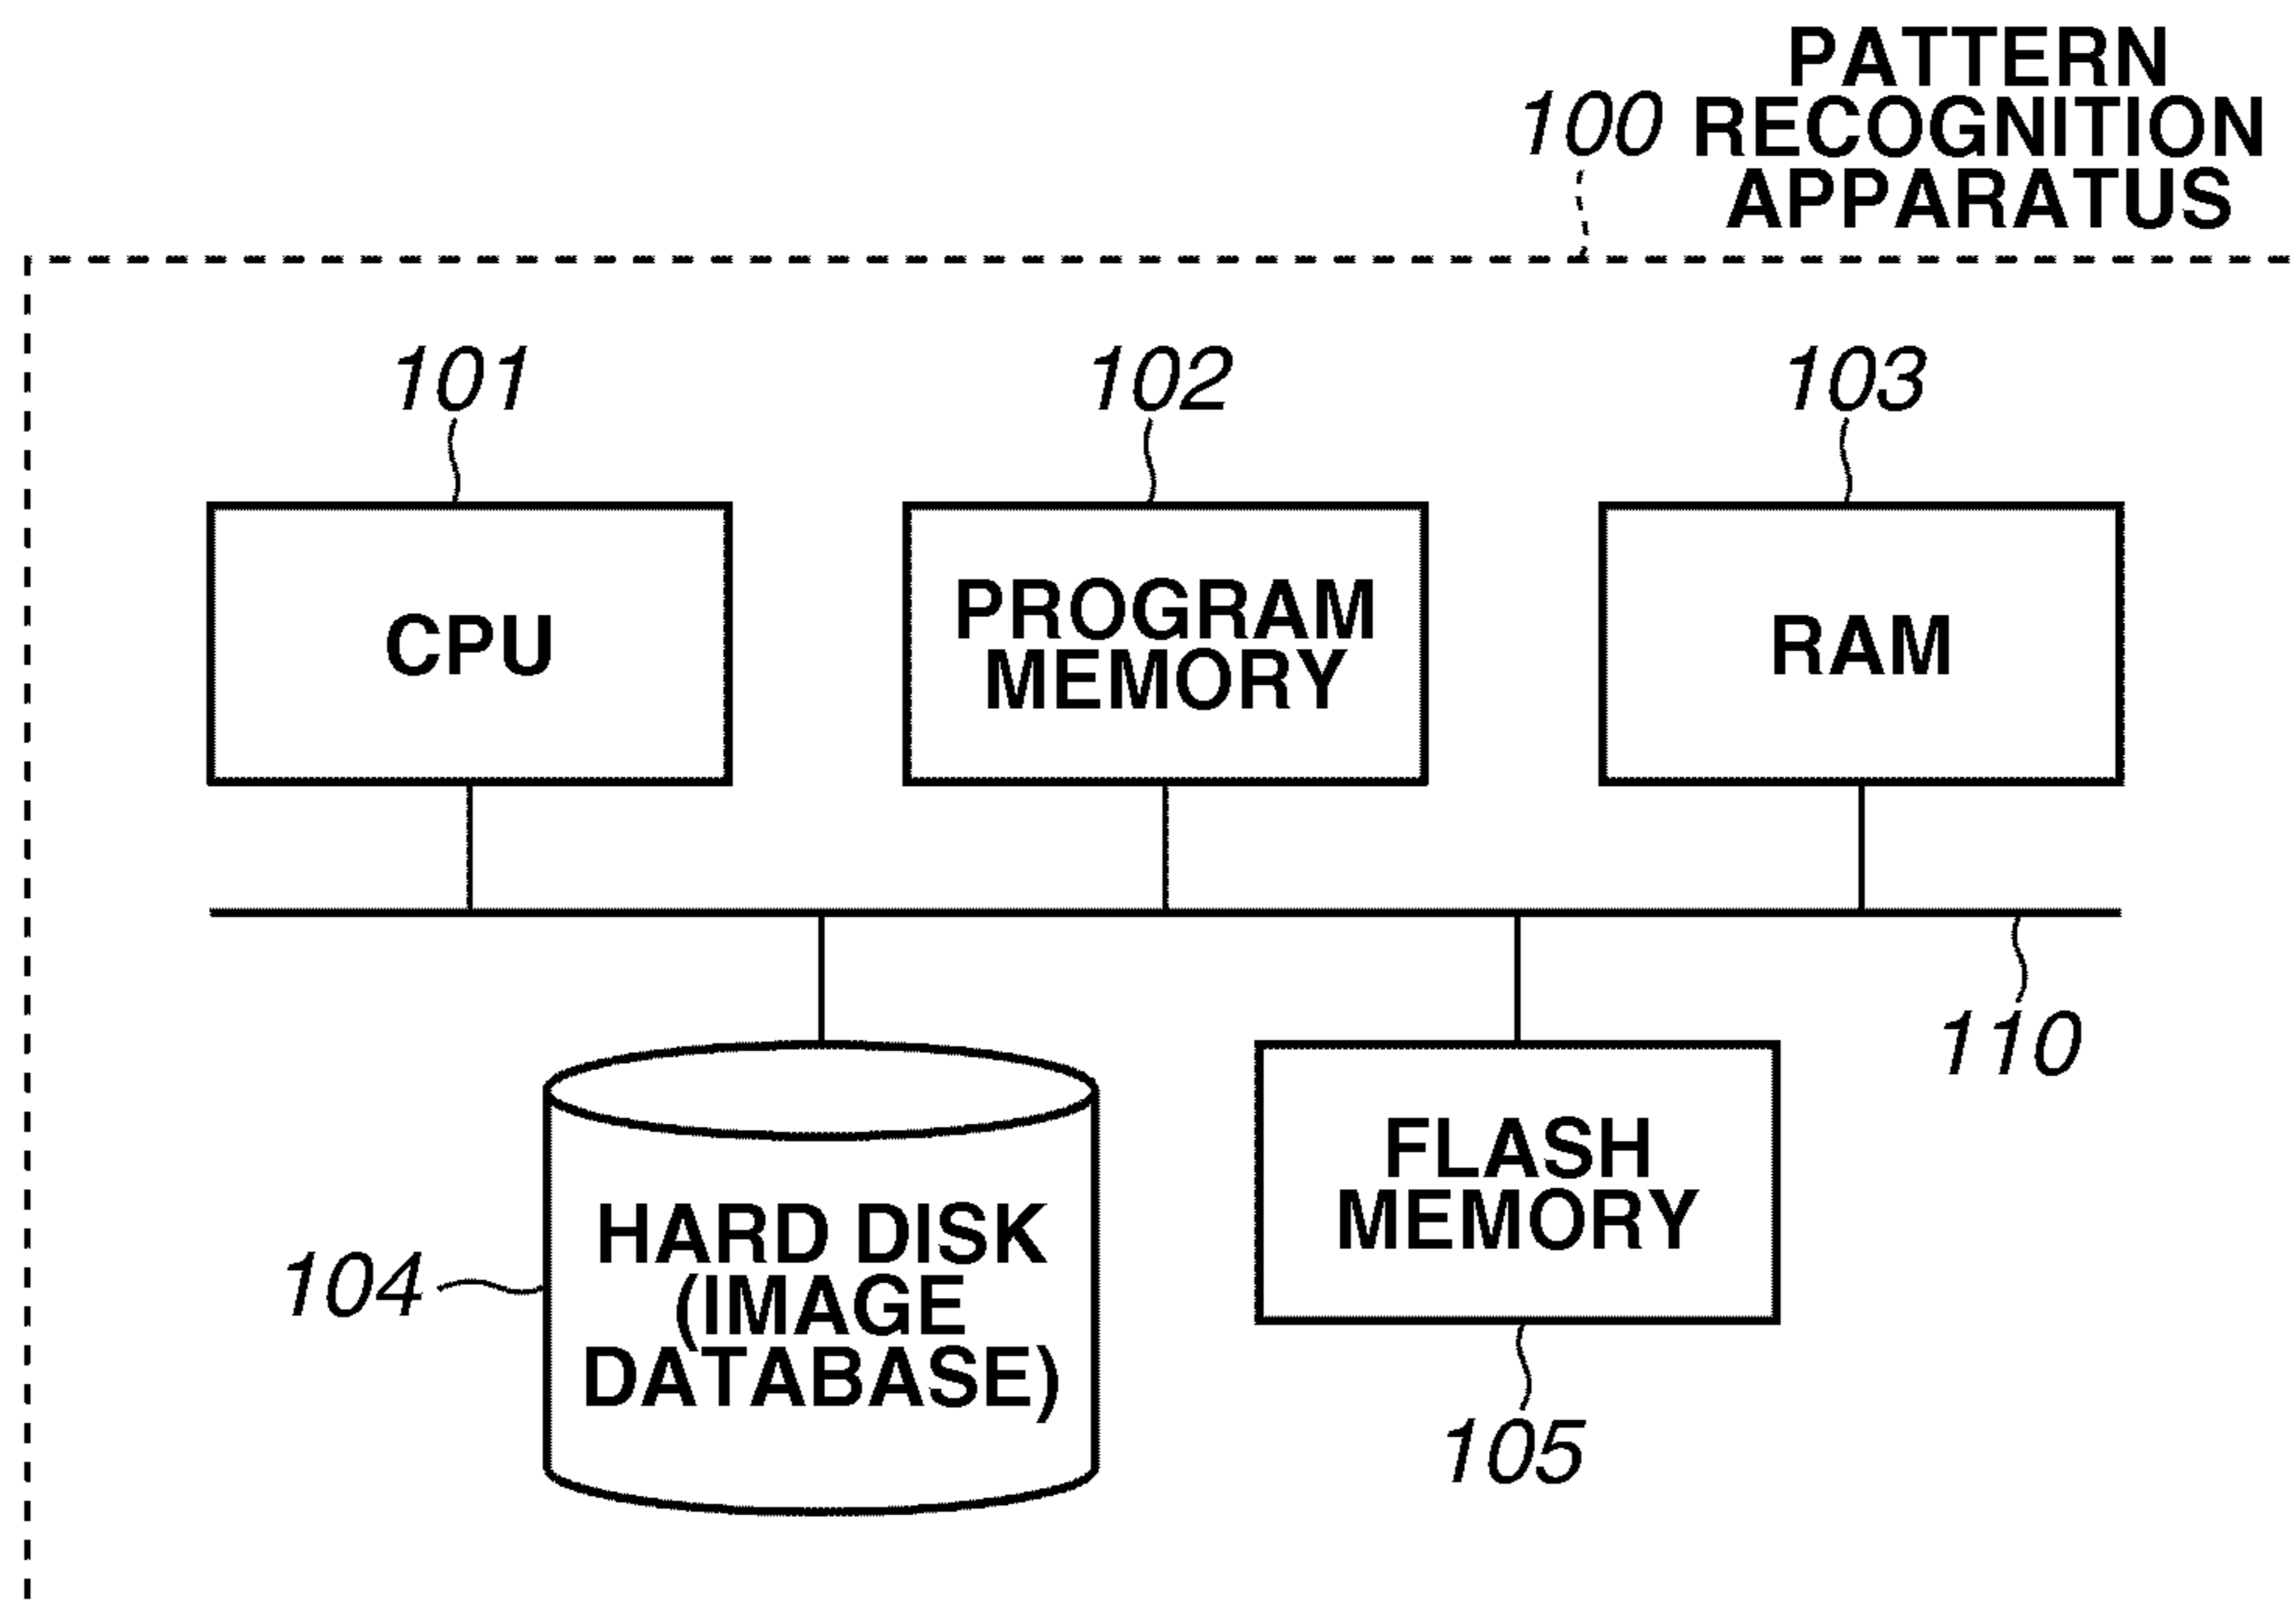 PATTERN
100 RECOGNITION
APPARATUS
101
102
103
CPU
PROGRAM
MEMORY
RAM
110
HARD DISK
(IMAGE
DATABASE)
104
FLASH
MEMORY
105